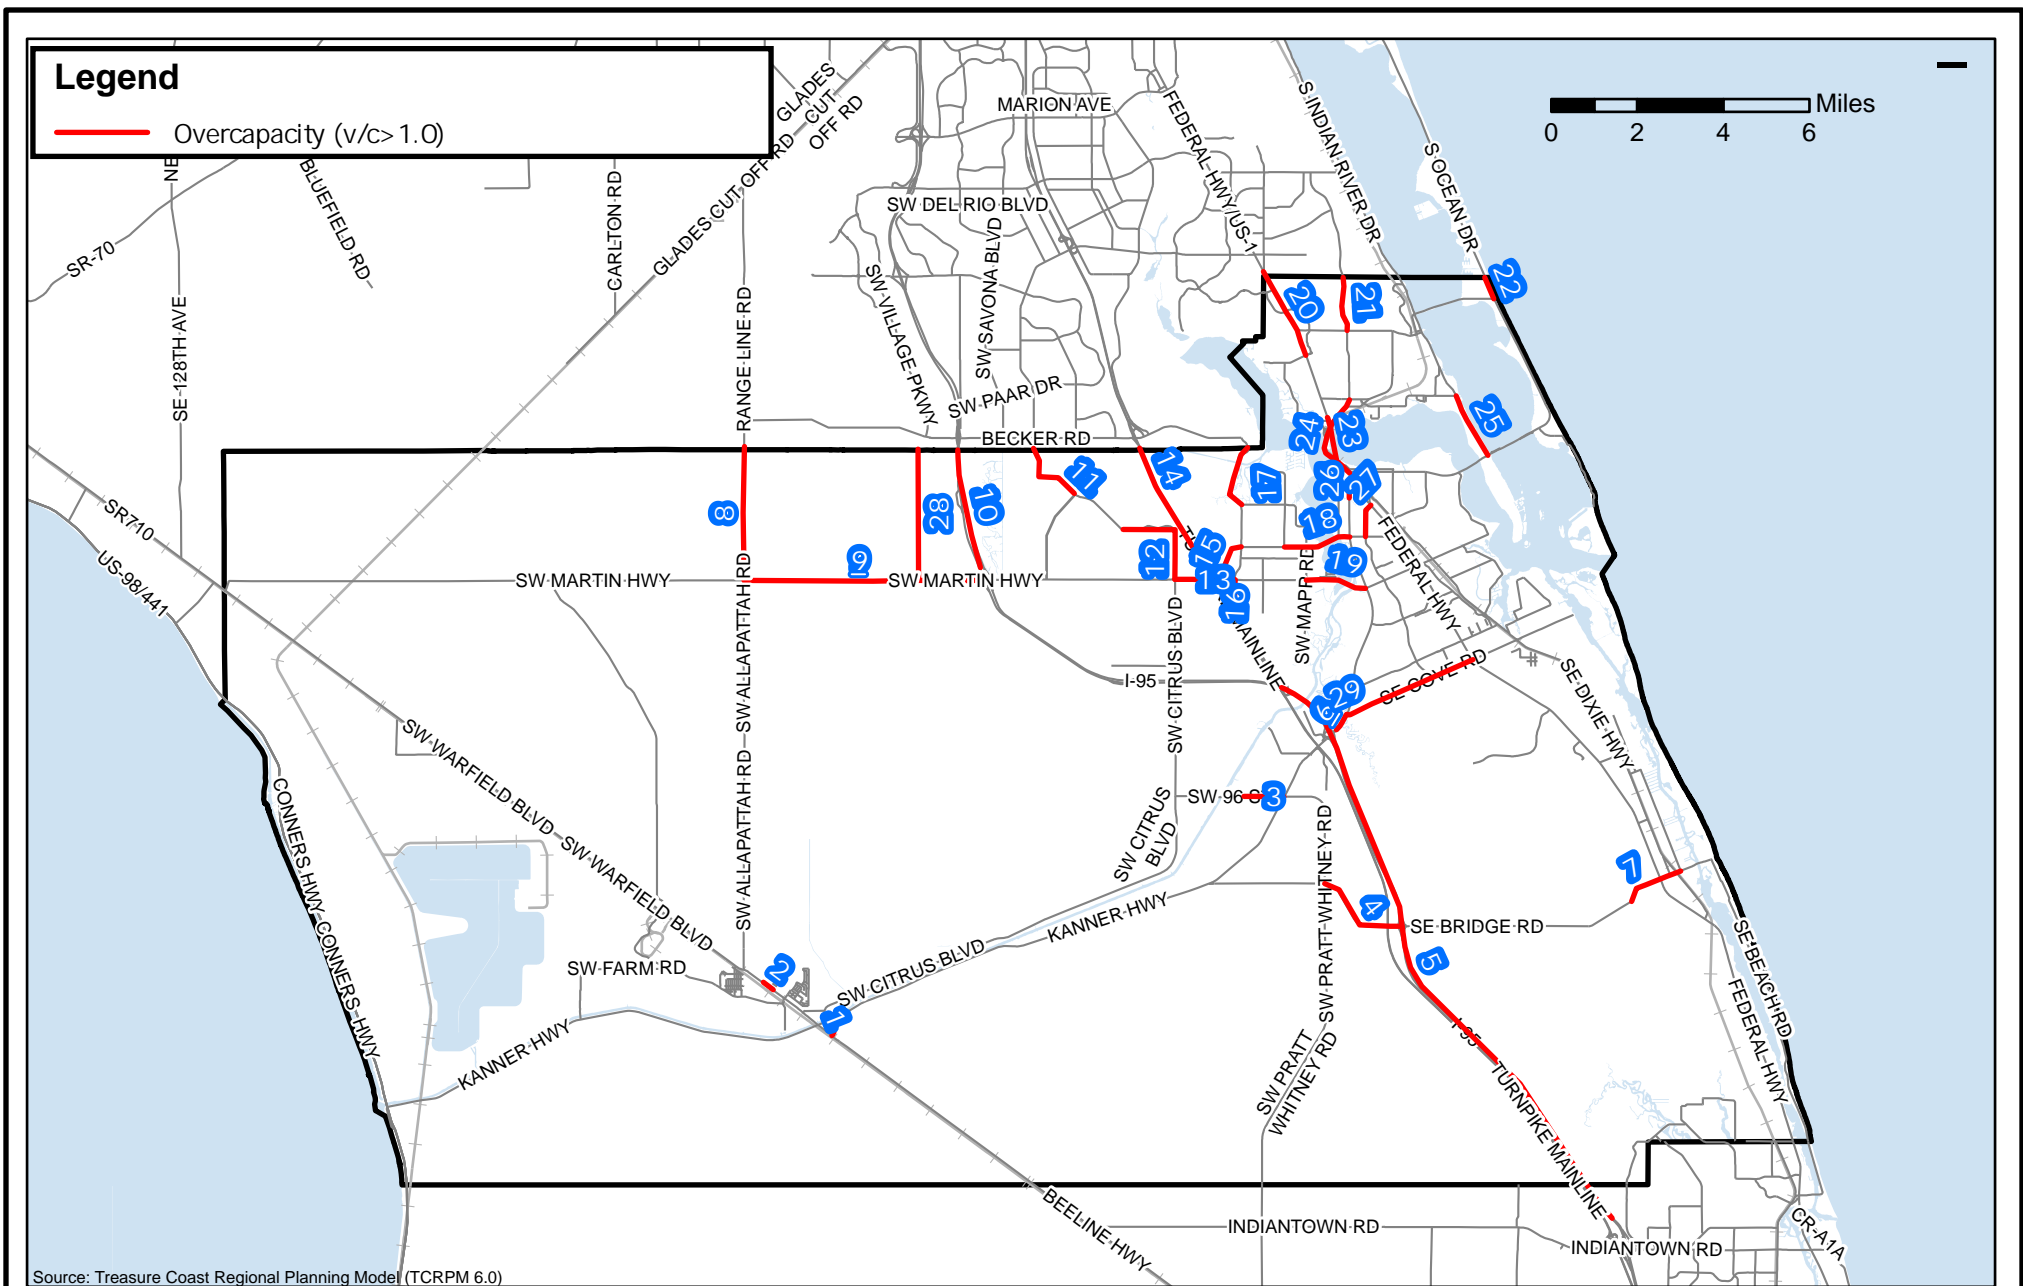 Legend
Overcapacity (v/c>1.0)
Miles
0 2 4 6
GLADES
CUT
OFF RD
MARION AVE
FEDERAL HWY/US-1
S INDIAN RIVER DR
S OCEAN DR
NE
BLUEFIELD RD
CARLTON RD
GLADES CUT OFF RD
SW DEL RIO BLVD
SR-70
SE 128TH AVE
RANGE LINE RD
SW VILLAGE PKWY
SW SAVONA BLVD
SW PAAR DR
BECKER RD
20
21
22
24
23
25
SR710
US-98/441
8
28
10
11
14
17
26
27
9
12
15
18
19
13
16
SW MARTIN HWY
SW MARTIN HWY
SW MAPP RD
FEDERAL HWY
MAINLINE
SW ALLAPATTAH RD
SW ALLAPATTAH RD
SW CITRUS BLVD
I-95
6
29
SE COVE RD
SE DIXIE HWY
SW WARFIELD BLVD
SW WARFIELD BLVD
CONNERS HWY
CONNERS HWY
SW 96 S
3
SW CITRUS
BLVD
SW PRATT WHITNEY RD
7
4
KANNER HWY
SE BRIDGE RD
SW FARM RD
2
SW CITRUS BLVD
5
SE BEACH RD
1
KANNER HWY
I-95
FEDERAL HWY
SW PRATT
WHITNEY RD
TURNPIKE MAINLINE
BEELINE HWY
INDIANTOWN RD
INDIANTOWN RD
CR-A1A
Source: Treasure Coast Regional Planning Model (TCRPM 6.0)